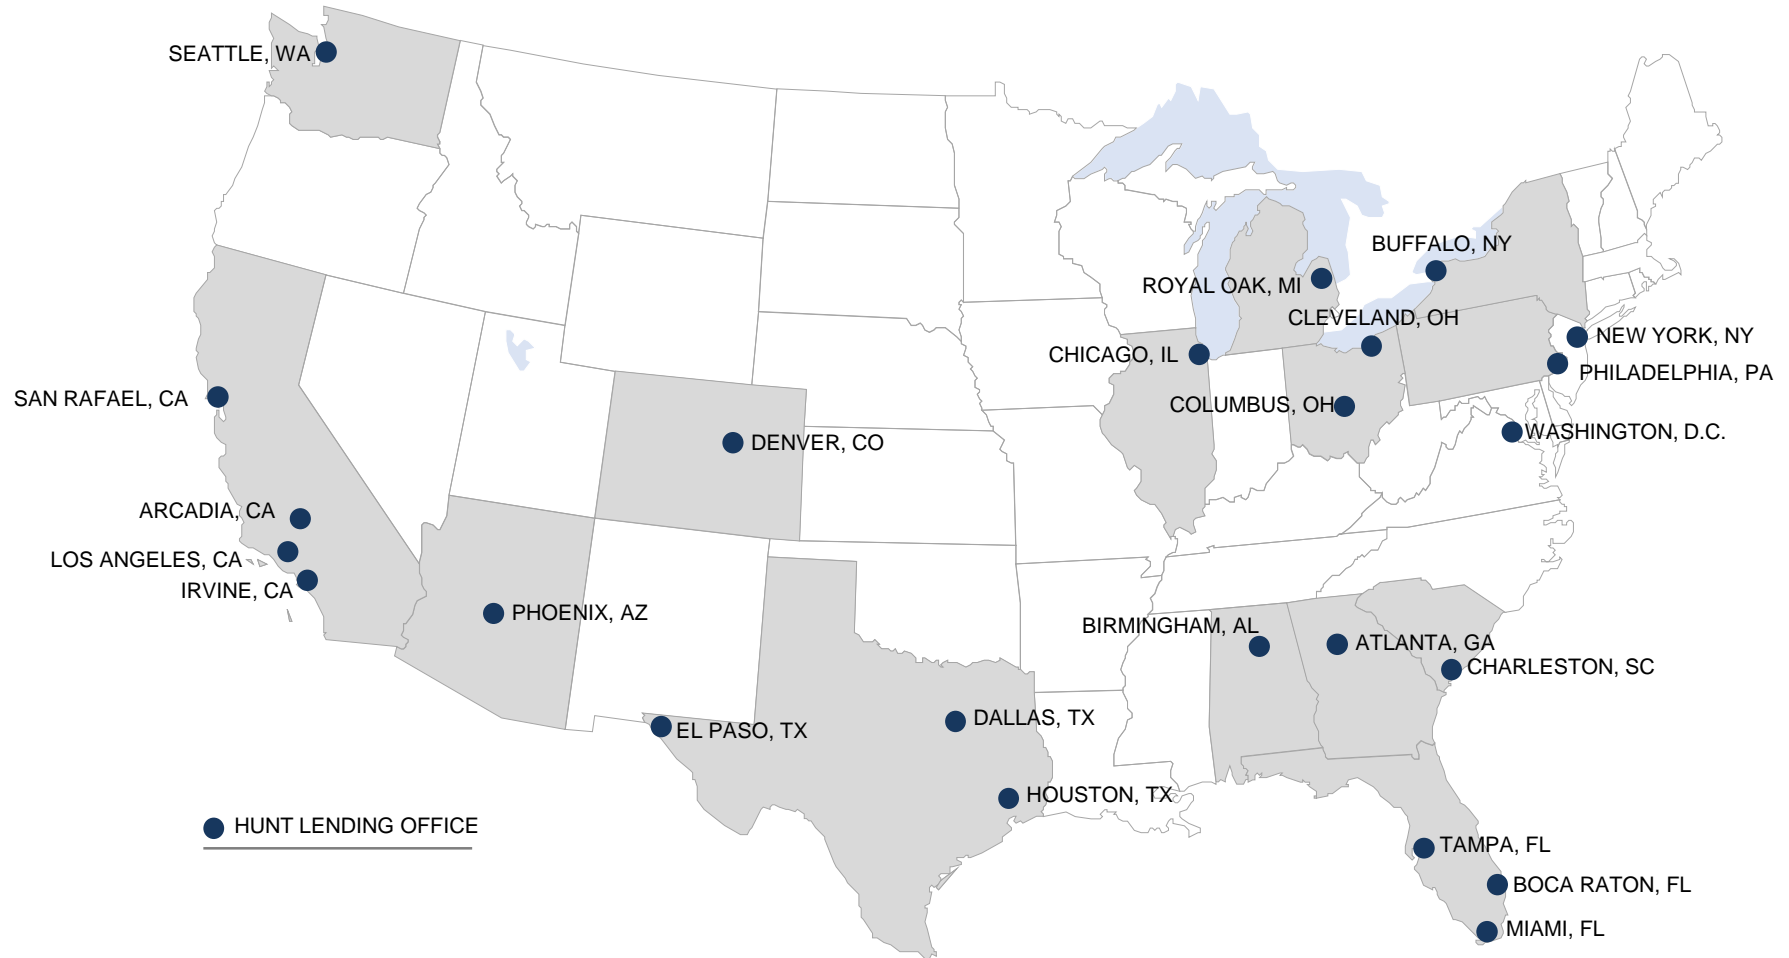 SEATTLE, WA
BUFFALO, NY
ROYAL OAK, MI
CLEVELAND, OH
NEW YORK, NY
CHICAGO, IL
PHILADELPHIA, PA
SAN RAFAEL, CA
COLUMBUS, OH
WASHINGTON, D.C.
DENVER, CO
ARCADIA, CA
LOS ANGELES, CA
IRVINE, CA
PHOENIX, AZ
BIRMINGHAM, AL
ATLANTA, GA
CHARLESTON, SC
DALLAS, TX
EL PASO, TX
HOUSTON, TX
HUNT LENDING OFFICE
TAMPA, FL
BOCA RATON, FL
MIAMI, FL